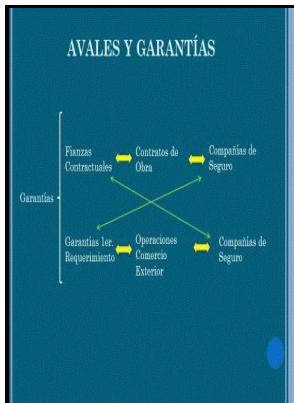 AVALES Y GARANTÍAS
Fianzas
Contractuales
Contratos de
Obra
Compañías de
Seguro
Garantías
Garantías 1er.
Requerimiento
Operaciones
Comercio
Exterior
Compañías de
Seguro